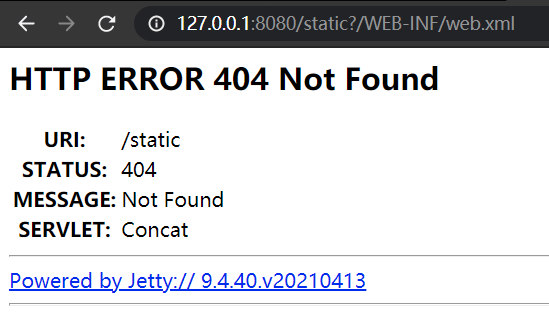 127.0.0.1:8080/static?/WEB-INF/web.xml
HTTP ERROR 404 Not Found
URI: /static
STATUS: 404
MESSAGE: Not Found
SERVLET: Concat
Powered by Jetty:// 9.4.40.v20210413